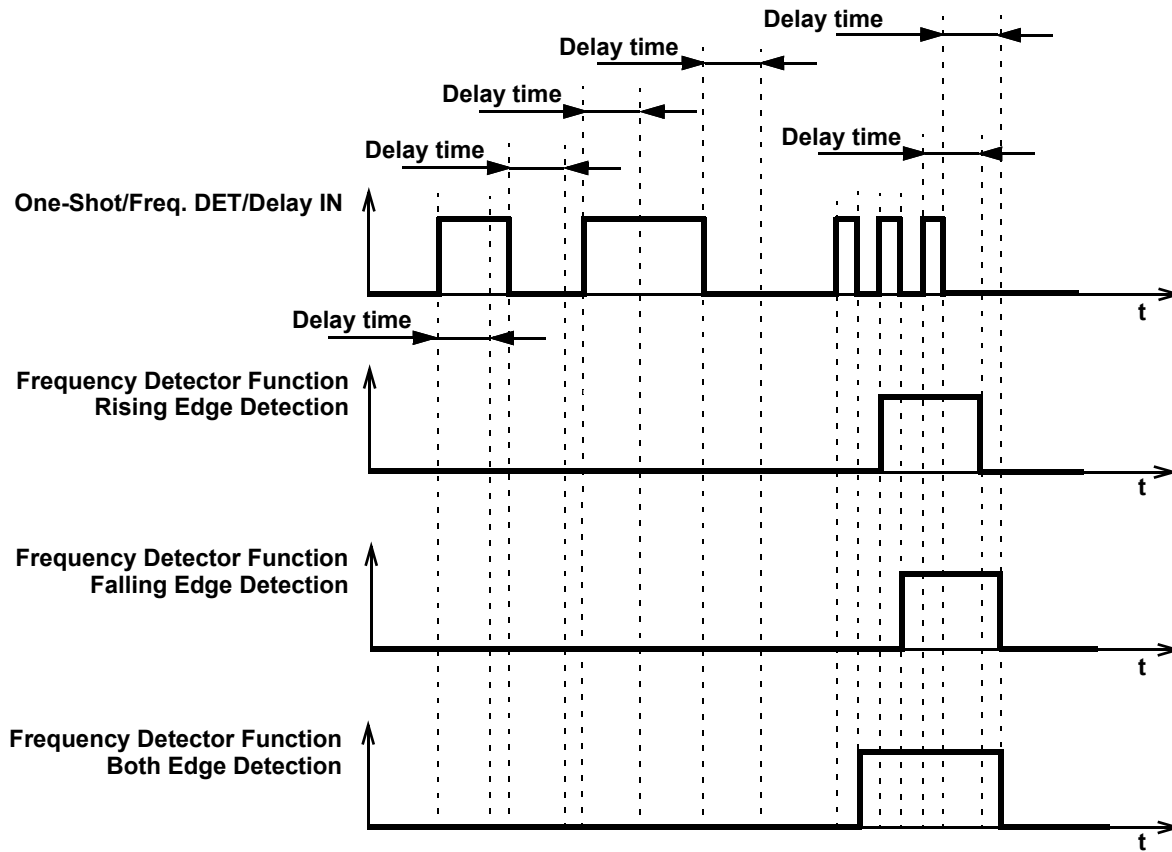 Delay time
Delay time
Delay time
Delay time
Delay time
One-Shot/Freq. DET/Delay IN
t
Delay time
Frequency Detector Function
Rising Edge Detection
t
Frequency Detector Function
Falling Edge Detection
t
Frequency Detector Function
Both Edge Detection
t